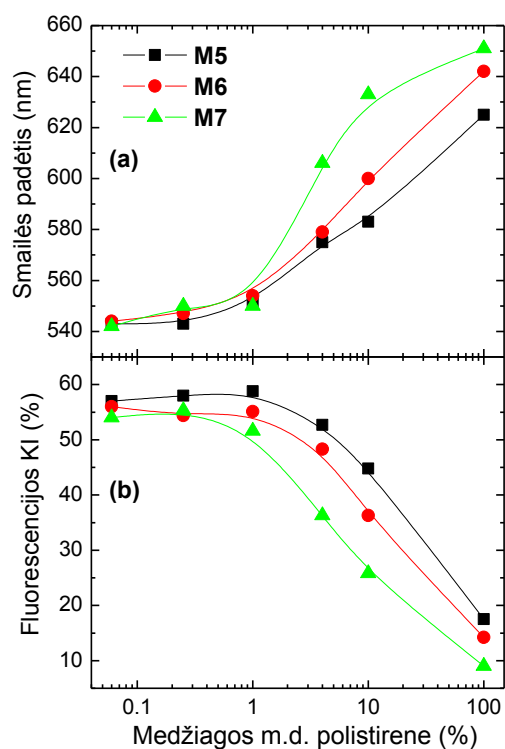 660
640
620
600
580
560
540
Smailės padėtis (nm)
M5
M6
M7
(a)
60
50
40
30
20
10
Fluorescencijos KI (%)
(b)
0.1 1 10 100
Medžiagos m.d. polistirene (%)